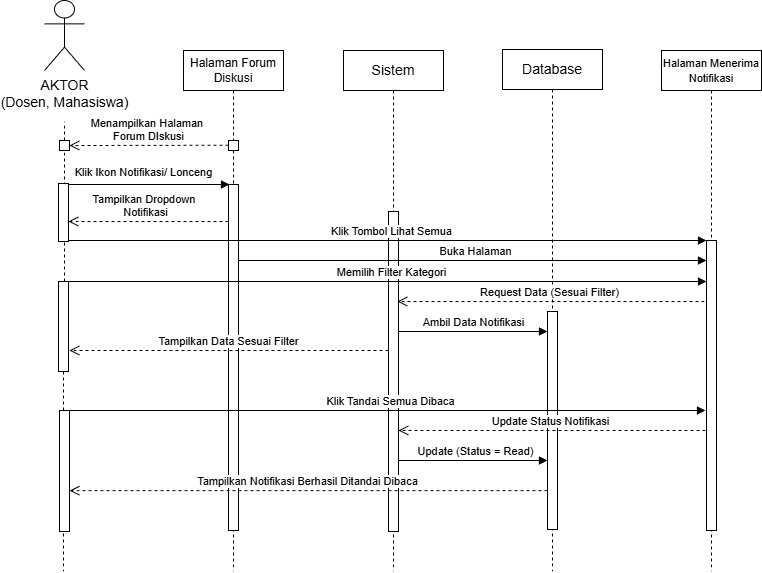 AKTOR
(Dosen, Mahasiswa)
Halaman Forum
Diskusi
Sistem
Database
Halaman Menerima
Notifikasi
Menampilkan Halaman
Forum DIskusi
Klik Ikon Notifikasi/ Lonceng
Tampilkan Dropdown
Notifikasi
Klik Tombol Lihat Semua
Buka Halaman
Memilih Filter Kategori
Request Data (Sesuai Filter)
Ambil Data Notifikasi
Tampilkan Data Sesuai Filter
Klik Tandai Semua Dibaca
Update Status Notifikasi
Update (Status = Read)
Tampilkan Notifikasi Berhasil Ditandai Dibaca